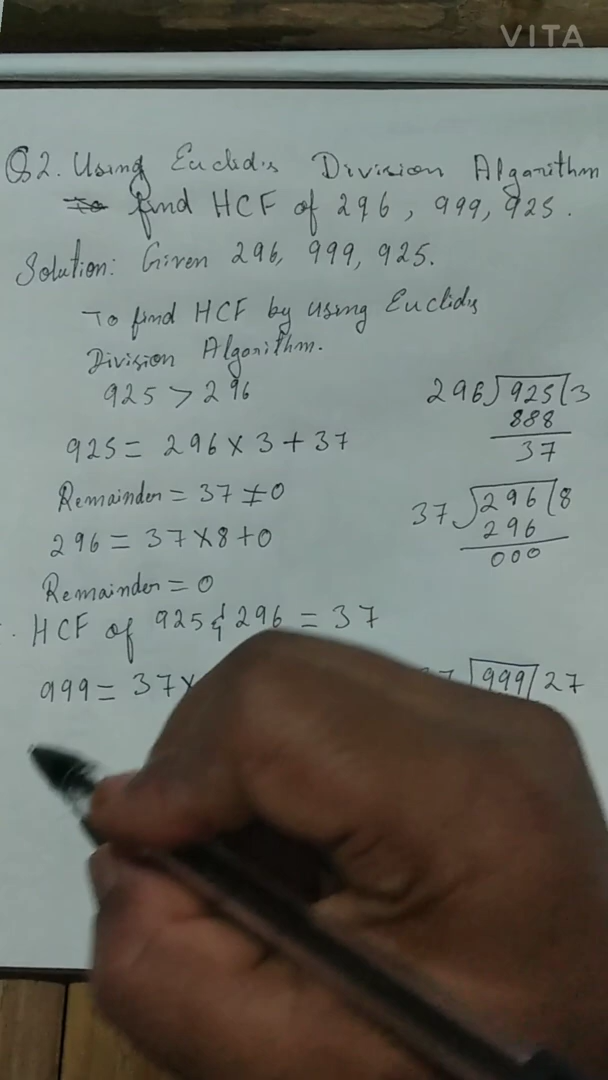 VITA
Q2. Using Euclid's Division Algorithm
find HCF of 296, 999, 925.
Solution: Given 296, 999, 925.
To find HCF by using Euclids
Division Algorithm.
925 > 296
296)925(3
888
37
925 = 296 × 3 + 37
Remainder = 37 ≠ 0
37)296(8
296
000
296 = 37 × 8 + 0
Remainder = 0
HCF of 925 & 296 = 37
999 = 37 ×
999/27